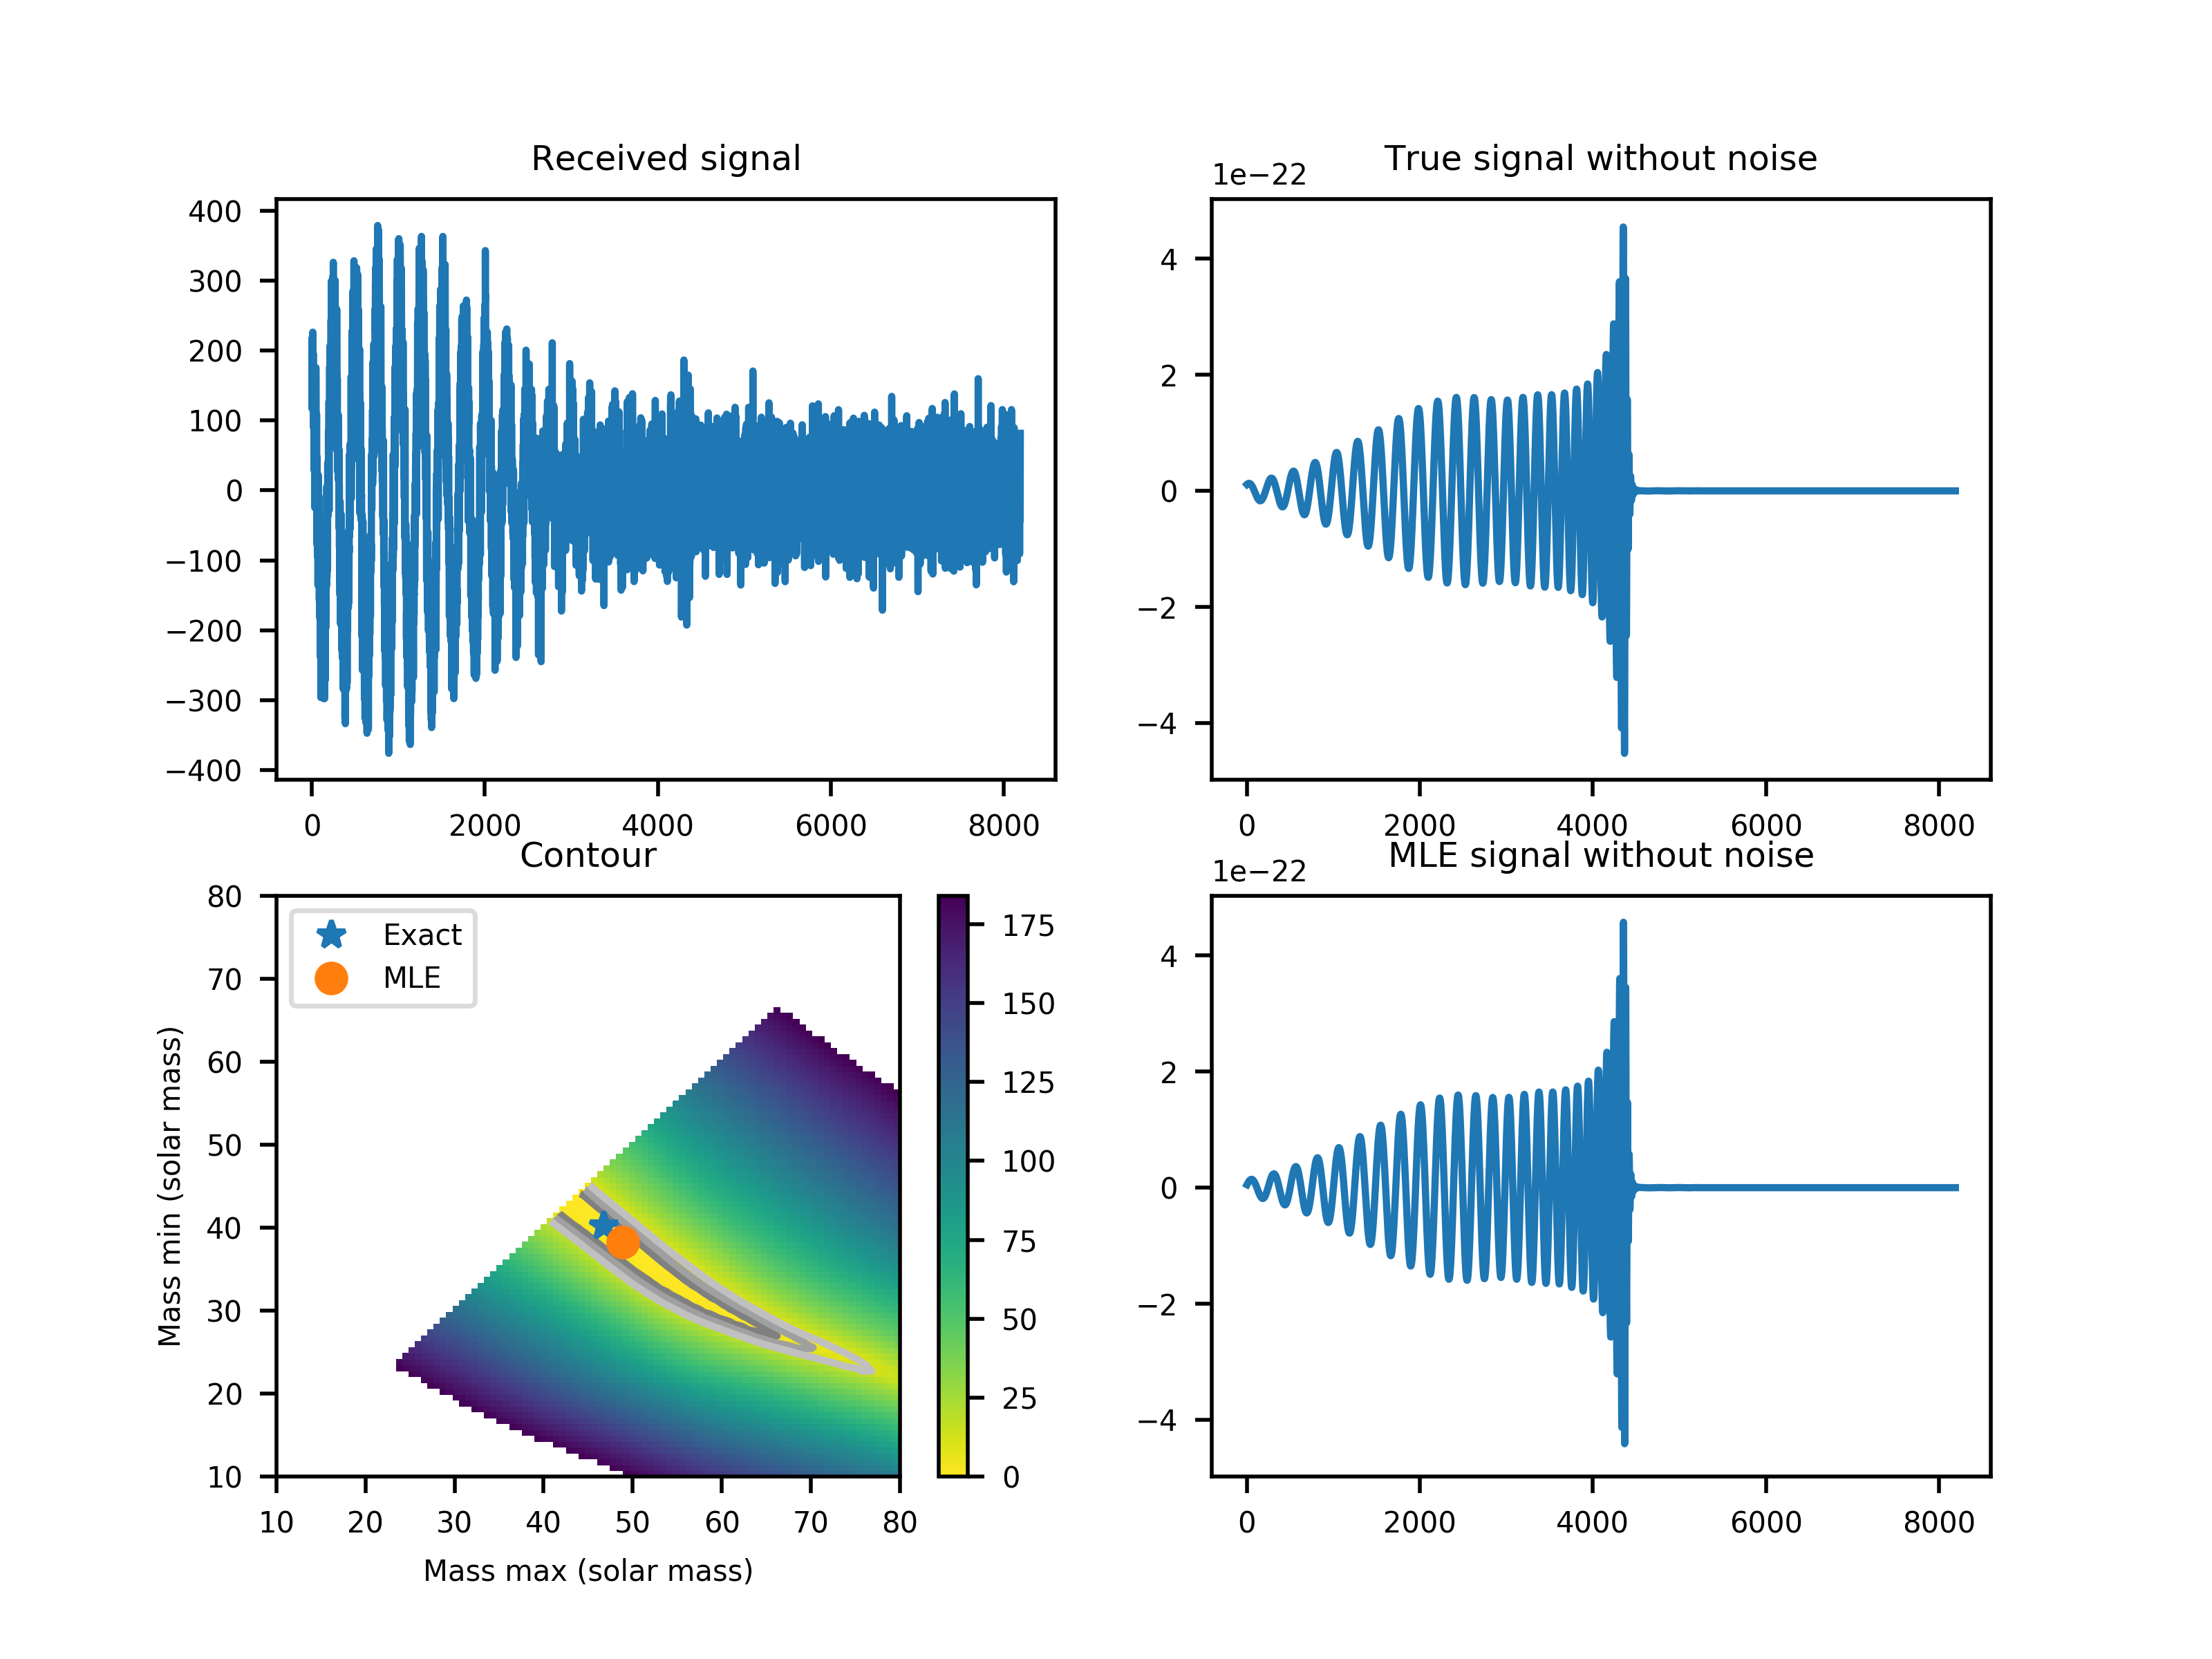 Received signal
400
300
200
100
0
−100
−200
−300
−400
0 2000 4000 6000 8000
True signal without noise
1e−22
4
2
0
−2
−4
0 2000 4000 6000 8000
Contour
80
70
60
50
40
30
20
10
Mass min (solar mass)
Exact
MLE
10 20 30 40 50 60 70 80
Mass max (solar mass)
175
150
125
100
75
50
25
0
MLE signal without noise
1e−22
4
2
0
−2
−4
0 2000 4000 6000 8000